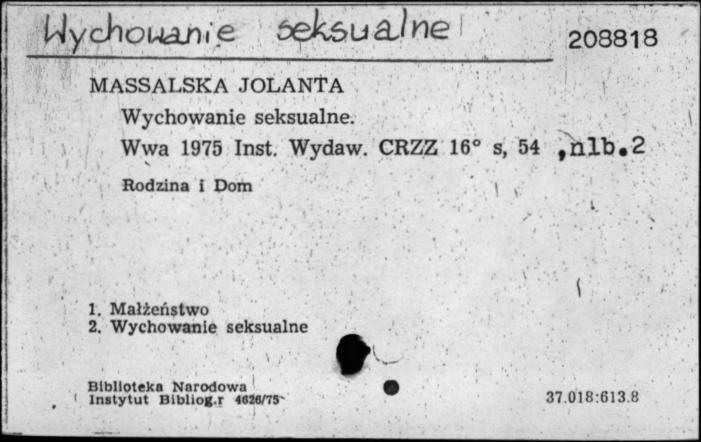 Wychowanie seksualne
208818
MASSALSKA JOLANTA
Wychowanie seksualne.
Wwa 1975 Inst. Wydaw. CRZZ 16° s, 54 ,nlb.2
Rodzina i Dom
1. Małżeństwo
2. Wychowanie seksualne
Biblioteka Narodowa
Instytut Bibliog.r 4626/75
37.018:613.8